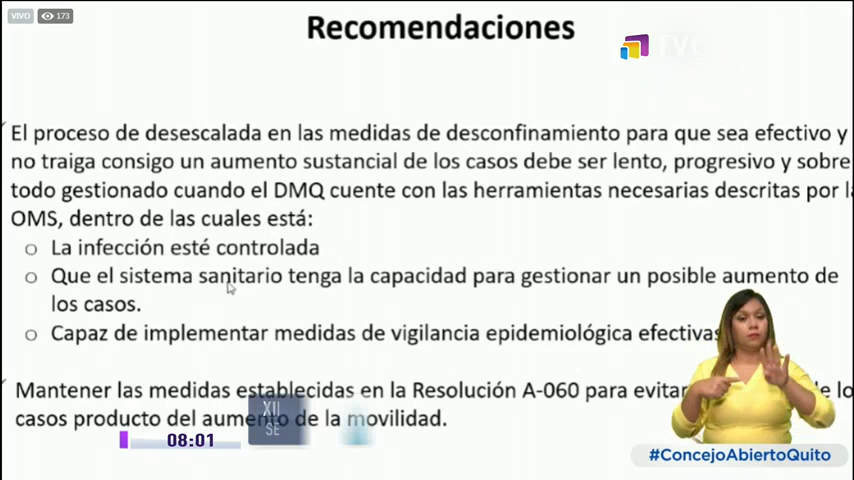 VIVO 173
Recomendaciones
TVC
El proceso de desescalada en las medidas de desconfinamiento para que sea efectivo y
no traiga consigo un aumento sustancial de los casos debe ser lento, progresivo y sobre
todo gestionado cuando el DMQ cuente con las herramientas necesarias descritas por la
OMS, dentro de las cuales está:
La infección esté controlada
Que el sistema sanitario tenga la capacidad para gestionar un posible aumento de
los casos.
Capaz de implementar medidas de vigilancia epidemiológica efectivas
Mantener las medidas establecidas en la Resolución A-060 para evitar de lo
casos producto del aumento de la movilidad.
XII
SE
08:01
#ConcejoAbiertoQuito